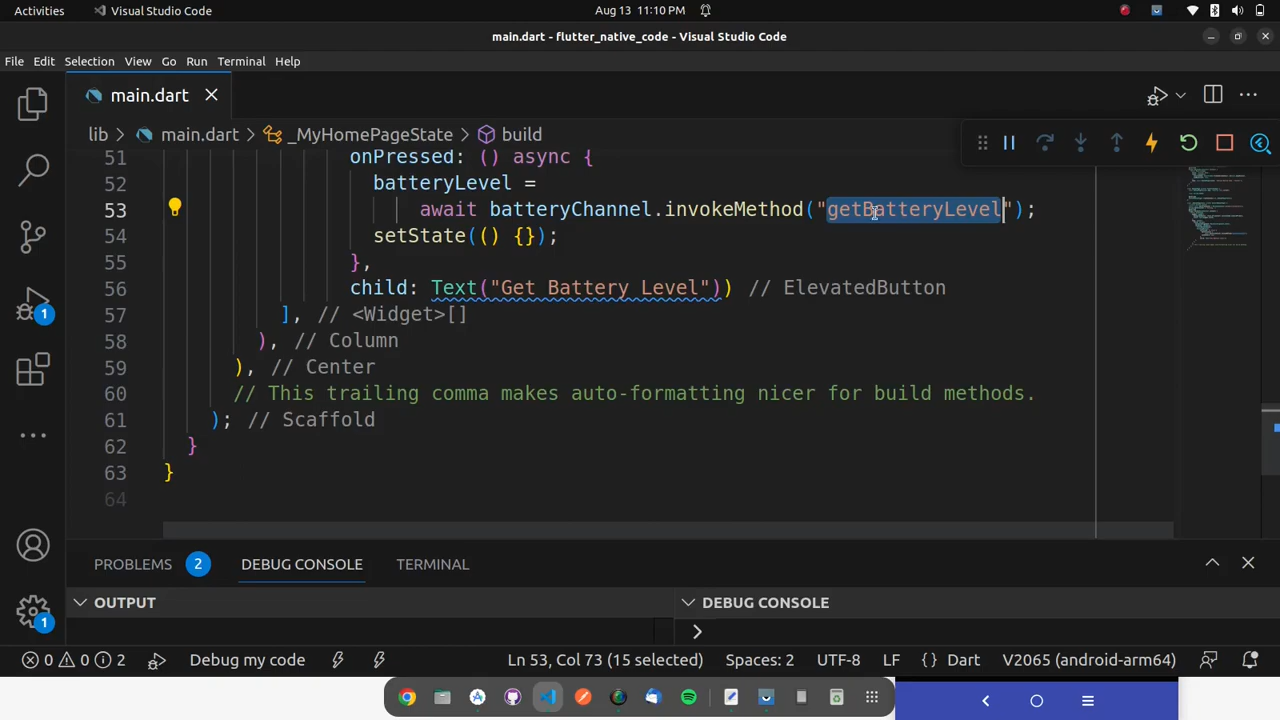 Activities
Visual Studio Code
Aug 13 11:10 PM
main.dart - flutter_native_code - Visual Studio Code
File Edit Selection View Go Run Terminal Help
main.dart
lib > main.dart > _MyHomePageState > build
51 onPressed: () async {
52 batteryLevel =
53 await batteryChannel.invokeMethod("getBatteryLevel");
54 setState(() {});
55 },
56 child: Text("Get Battery Level")) // ElevatedButton
57 ], // <Widget>[]
58 ), // Column
59 ), // Center
60 // This trailing comma makes auto-formatting nicer for build methods.
61 ); // Scaffold
62 }
63 }
64
1
1
PROBLEMS 2 DEBUG CONSOLE TERMINAL
OUTPUT
DEBUG CONSOLE
0 0 2 Debug my code Ln 53, Col 73 (15 selected) Spaces: 2 UTF-8 LF {} Dart V2065 (android-arm64)